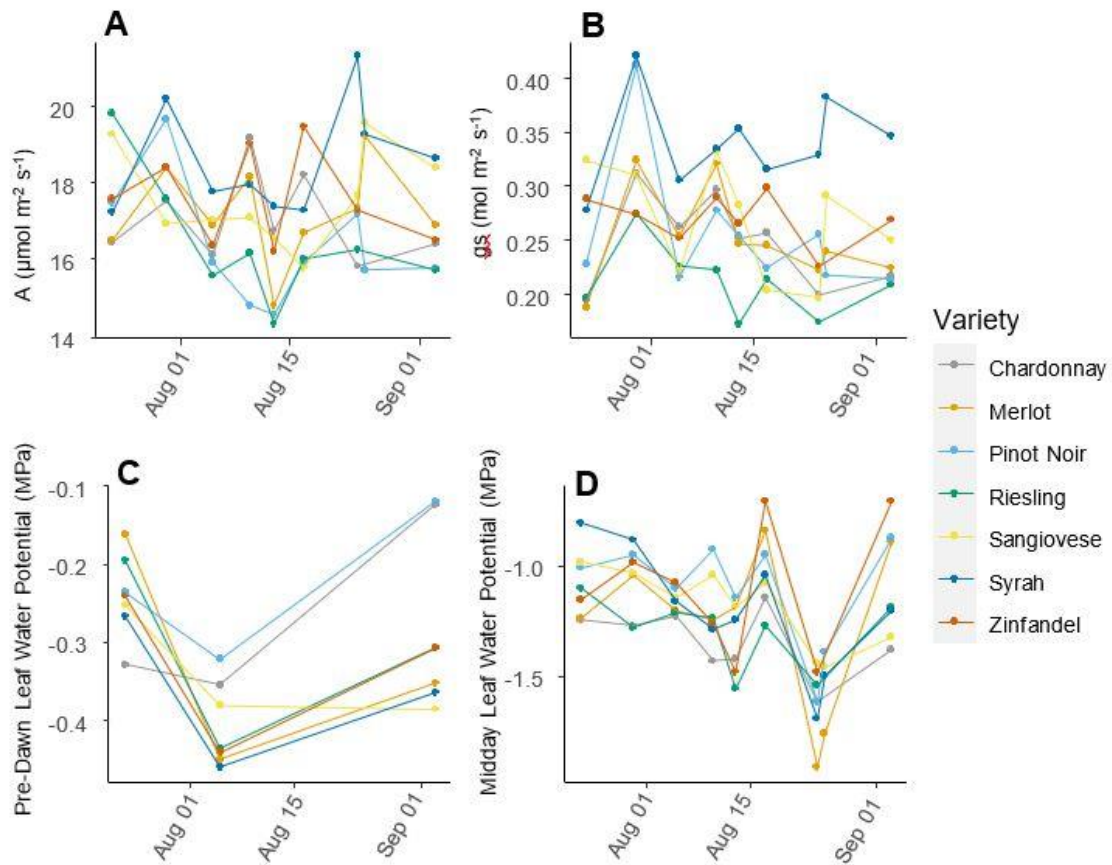 A
B
A (µmol m⁻² s⁻¹)
20
18
16
14
Aug 01
Aug 15
Sep 01
gs (mol m⁻² s⁻¹)
0.40
0.35
0.30
0.25
0.20
Aug 01
Aug 15
Sep 01
Variety
Chardonnay
Merlot
Pinot Noir
Riesling
Sangiovese
Syrah
Zinfandel
C
D
Pre-Dawn Leaf Water Potential (MPa)
-0.1
-0.2
-0.3
-0.4
Aug 01
Aug 15
Sep 01
Midday Leaf Water Potential (MPa)
-1.0
-1.5
Aug 01
Aug 15
Sep 01